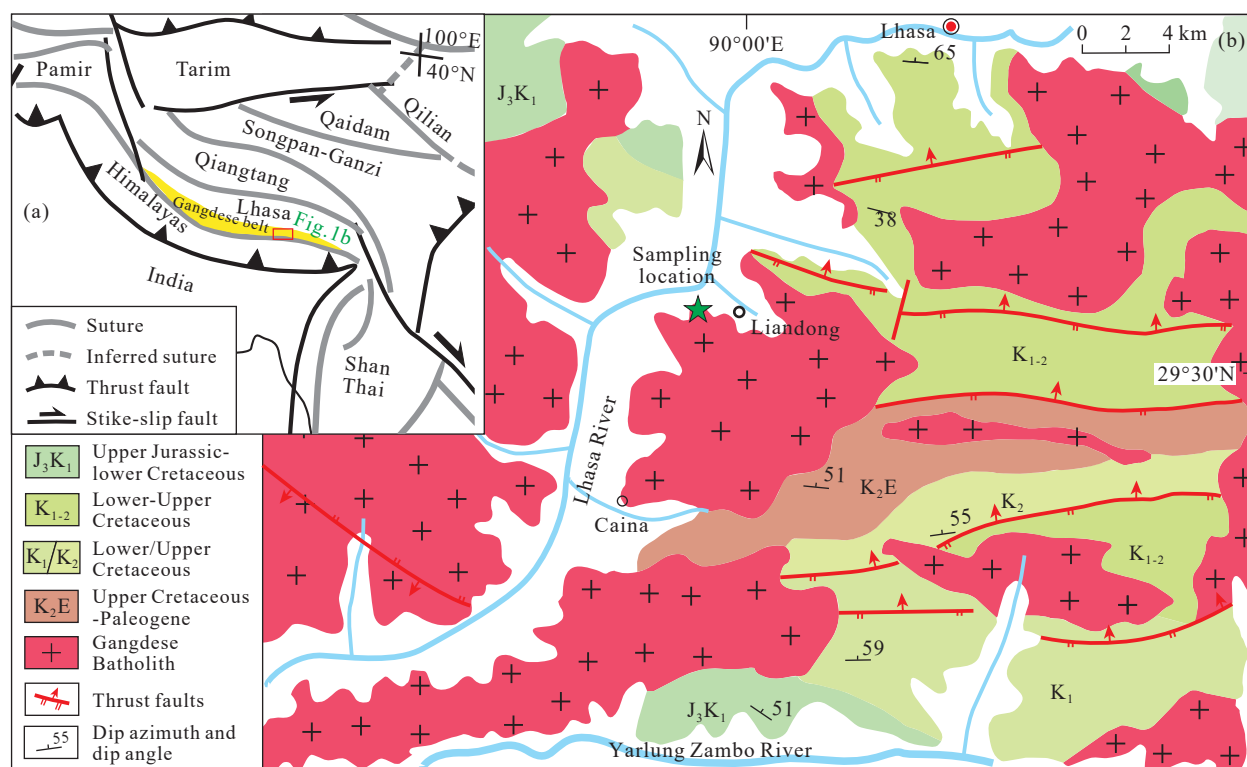 (a)
100°E
40°N
Pamir
Tarim
Qilian
Qaidam
Songpan-Ganzi
Qiangtang
Lhasa
Fig.1b
Gangdese belt
Himalayas
India
Shan
Thai
Suture
Inferred suture
Thrust fault
Stike-slip fault
J3K1
Upper Jurassic-
lower Cretaceous
K1-2
Lower-Upper
Cretaceous
K1/K2
Lower/Upper
Cretaceous
K2E
Upper Cretaceous
-Paleogene
Gangdese
Batholith
Thrust faults
55
Dip azimuth and
dip angle
(b)
90°00'E
Lhasa
65
0 2 4 km
J3K1
N
38
Sampling
location
Liandong
K1-2
29°30'N
Lhasa River
51
K2E
K2
Caina
55
K1-2
59
K1
J3K1
51
Yarlung Zambo River